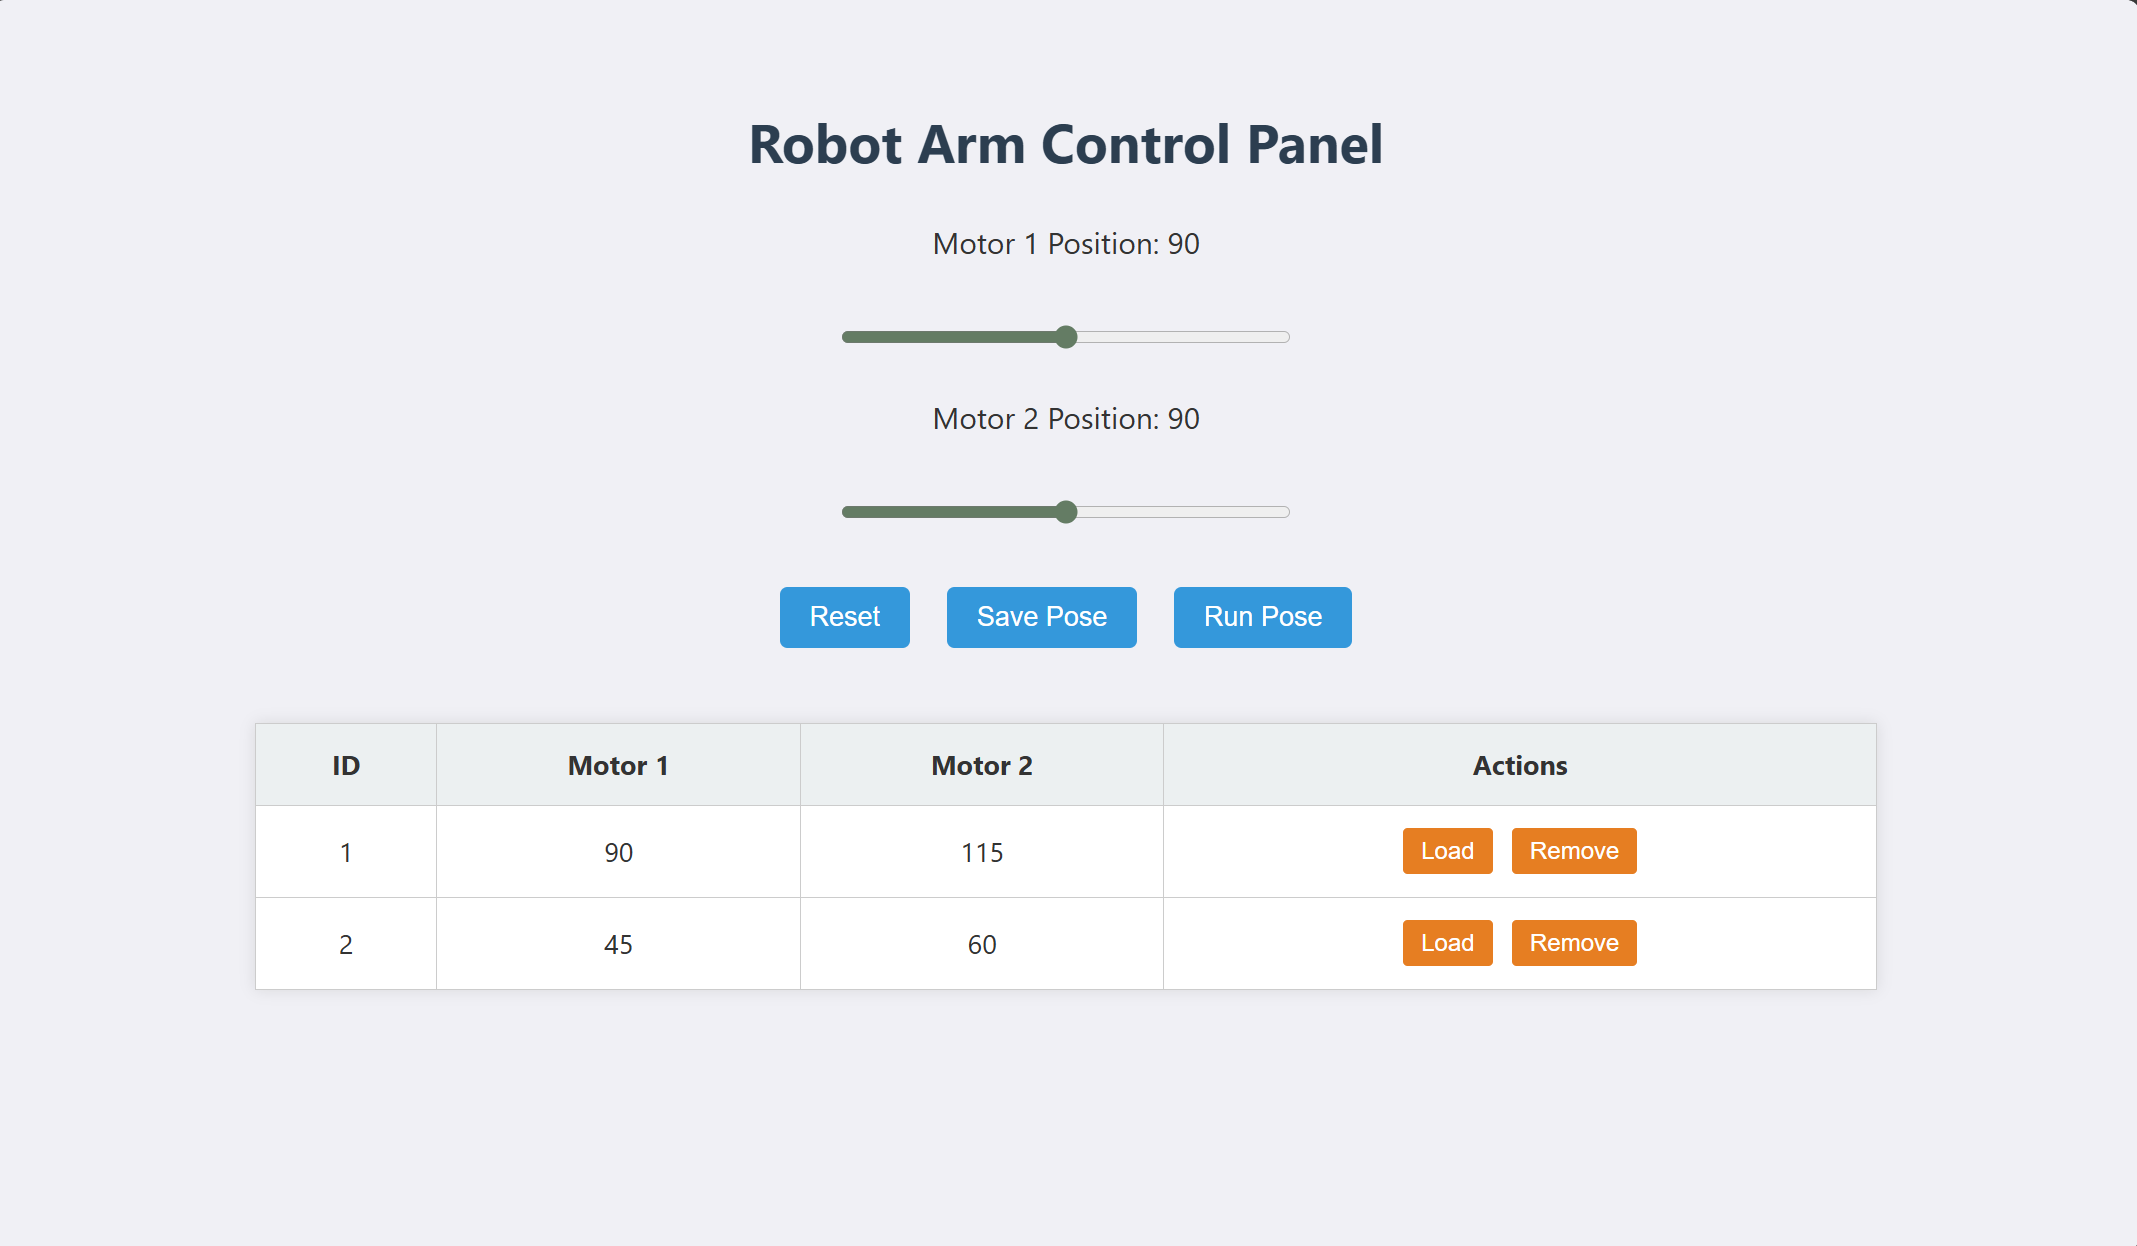 Robot Arm Control Panel
Motor 1 Position: 90
Motor 2 Position: 90
Reset Save Pose Run Pose
ID Motor 1 Motor 2 Actions
1 90 115 Load Remove
2 45 60 Load Remove